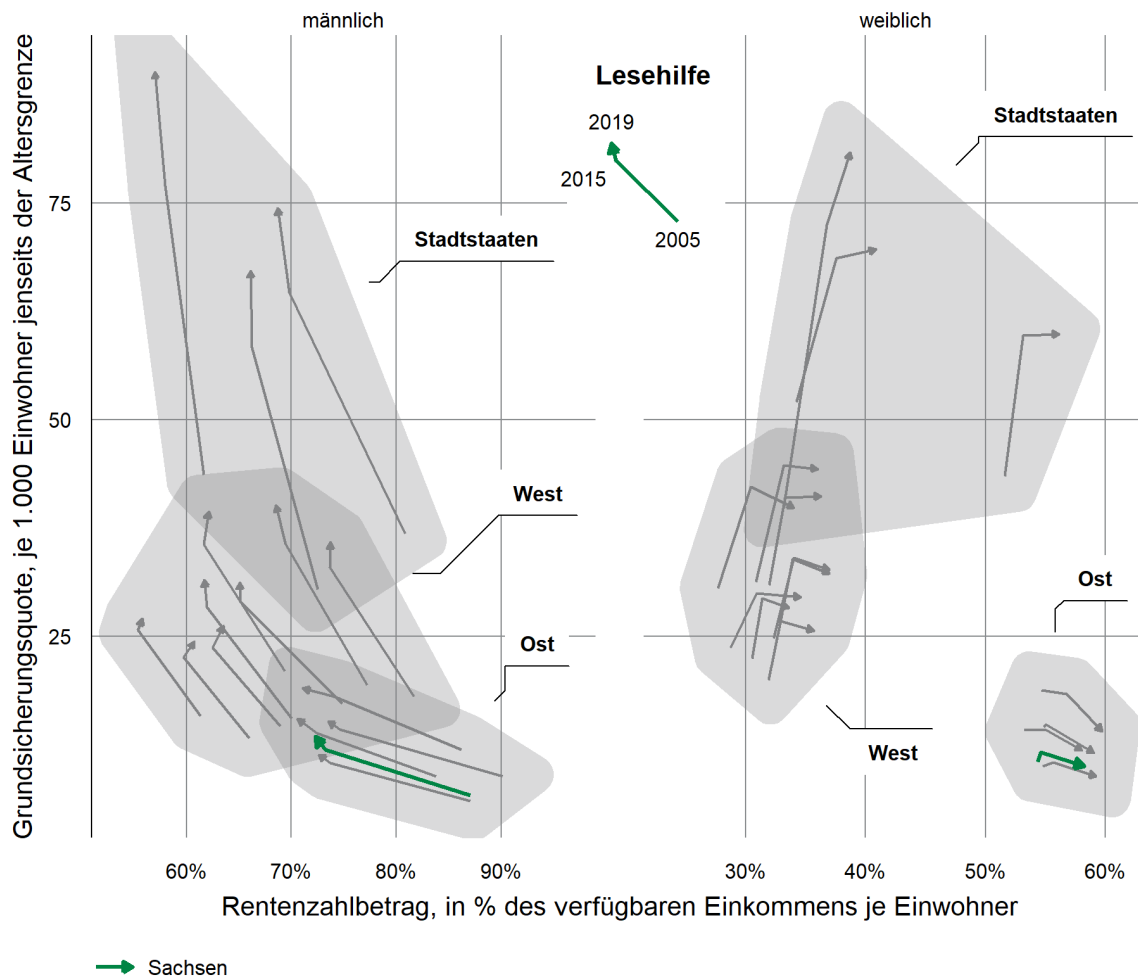 männlich
weiblich
Grundsicherungsquote, je 1.000 Einwohner jenseits der Altersgrenze
75
50
25
Stadtstaaten
West
Ost
Lesehilfe
2019
2015
2005
Stadtstaaten
Ost
West
60%
70%
80%
90%
30%
40%
50%
60%
Rentenzahlbetrag, in % des verfügbaren Einkommens je Einwohner
Sachsen